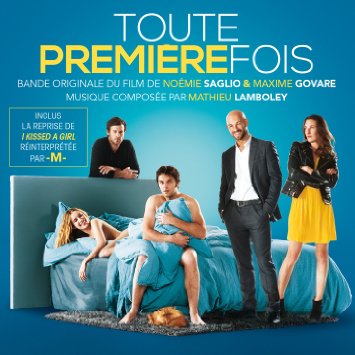 TOUTE
PREMIÈRE FOIS
BANDE ORIGINALE DU FILM DE NOÉMIE SAGLIO & MAXIME GOVARE
MUSIQUE COMPOSÉE PAR MATHIEU LAMBOLEY
INCLUS
LA REPRISE DE
I KISSED A GIRL
RÉINTERPRÉTÉE
PAR -M-